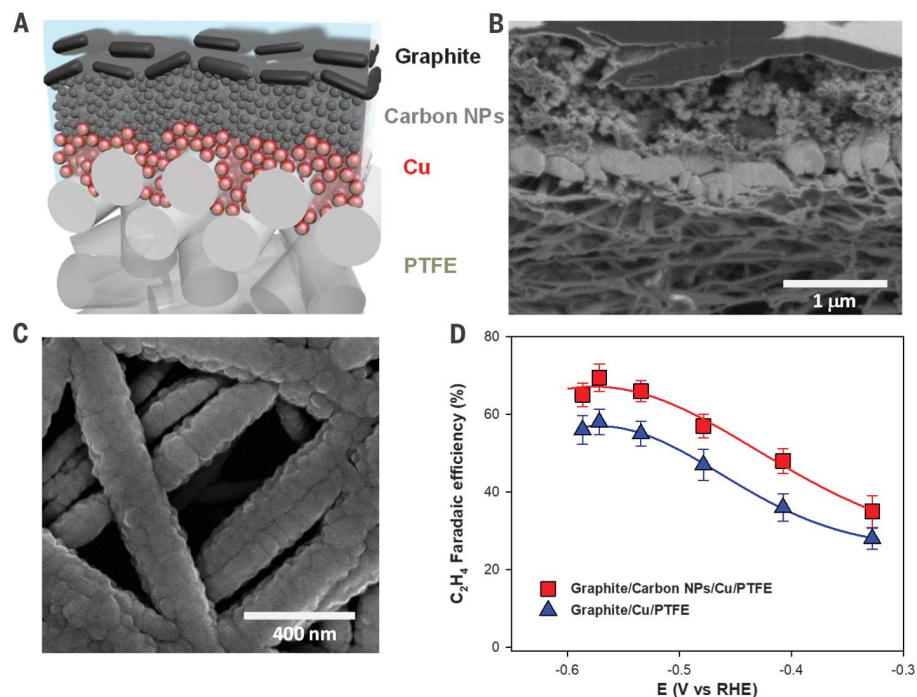 A
Graphite
Carbon NPs
Cu
PTFE
B
1 μm
C
400 nm
D
80
60
40
20
0
C₂H₄ Faradaic efficiency (%)
Graphite/Carbon NPs/Cu/PTFE
Graphite/Cu/PTFE
-0.6 -0.5 -0.4 -0.3
E (V vs RHE)